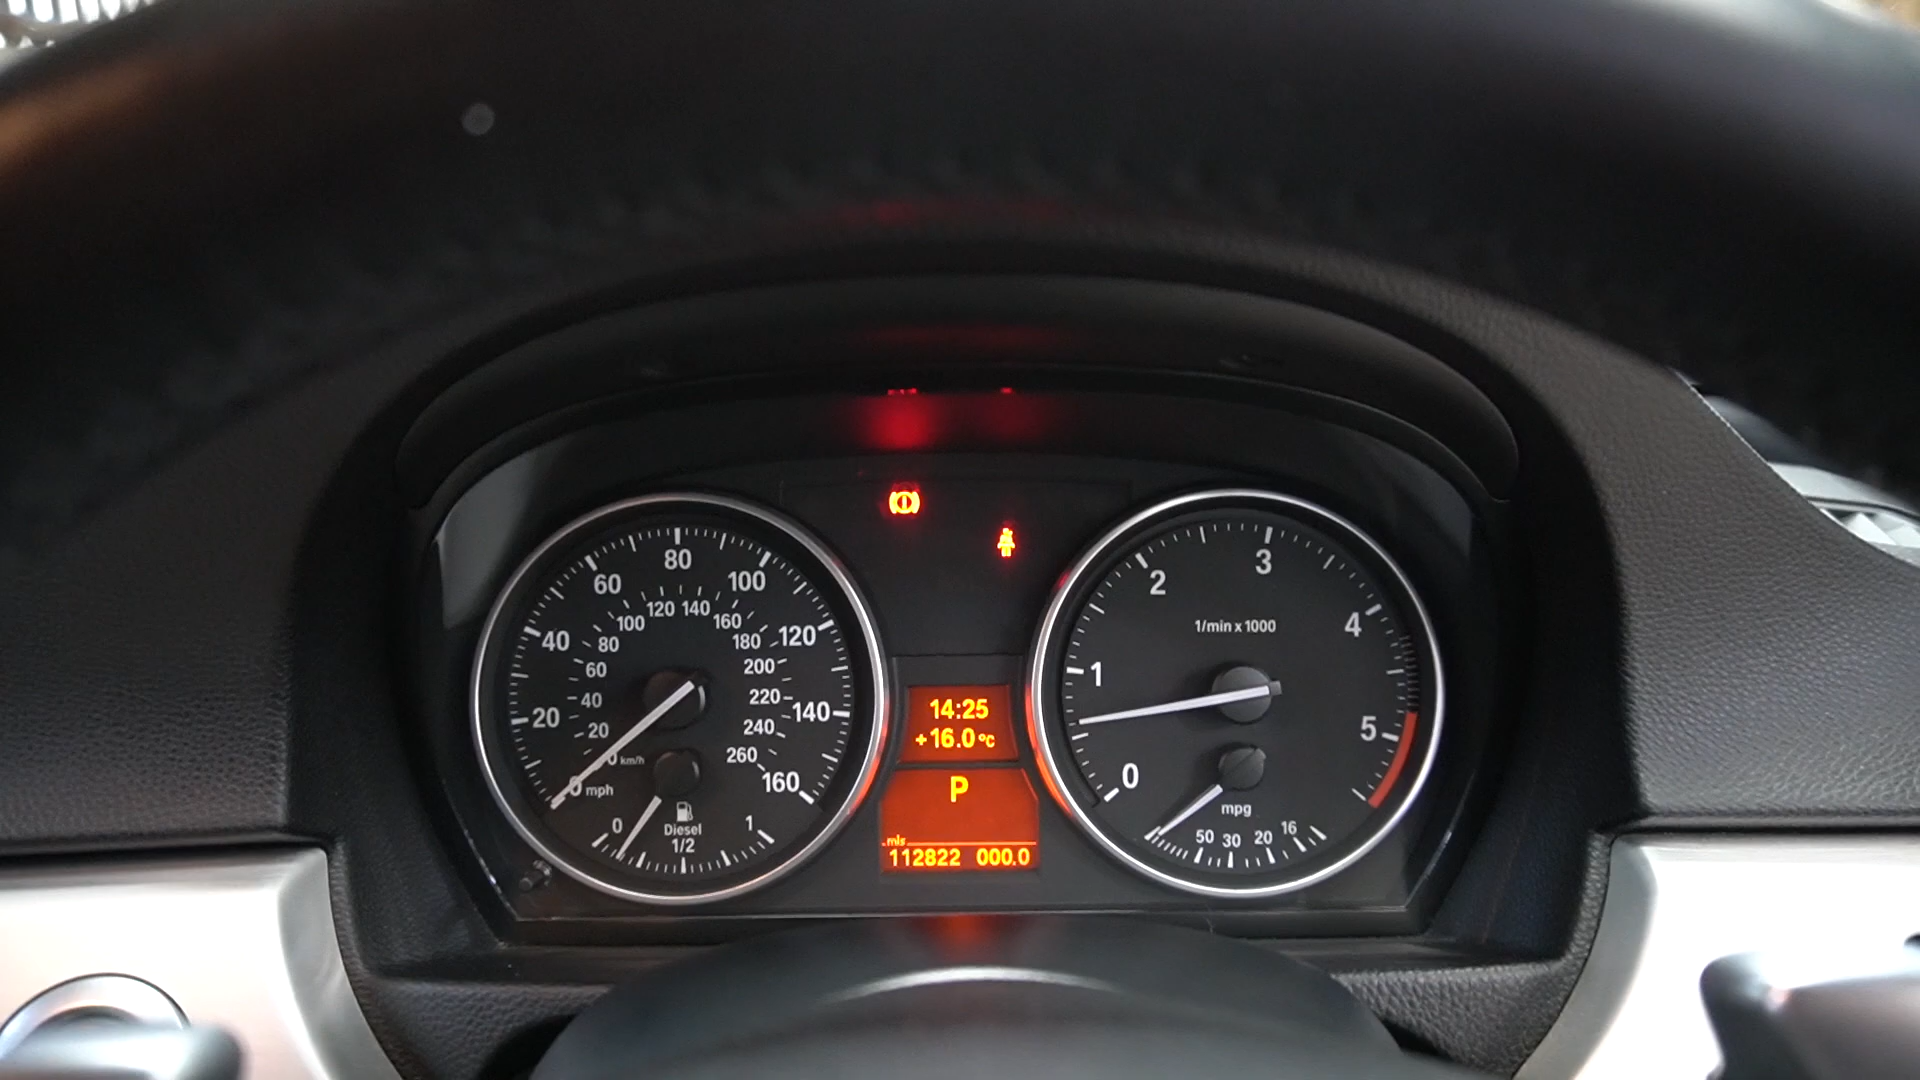 80
60 100
120 140
100 160
40 80 180 120
60 200
40 220
20 20 240 140
0 km/h 260
0 mph 160
0 Diesel 1
1/2
14:25
+16.0°C
P
mls
112822 000.0
3
2
1/min x 1000 4
1
5
0
mpg
50 30 20 16